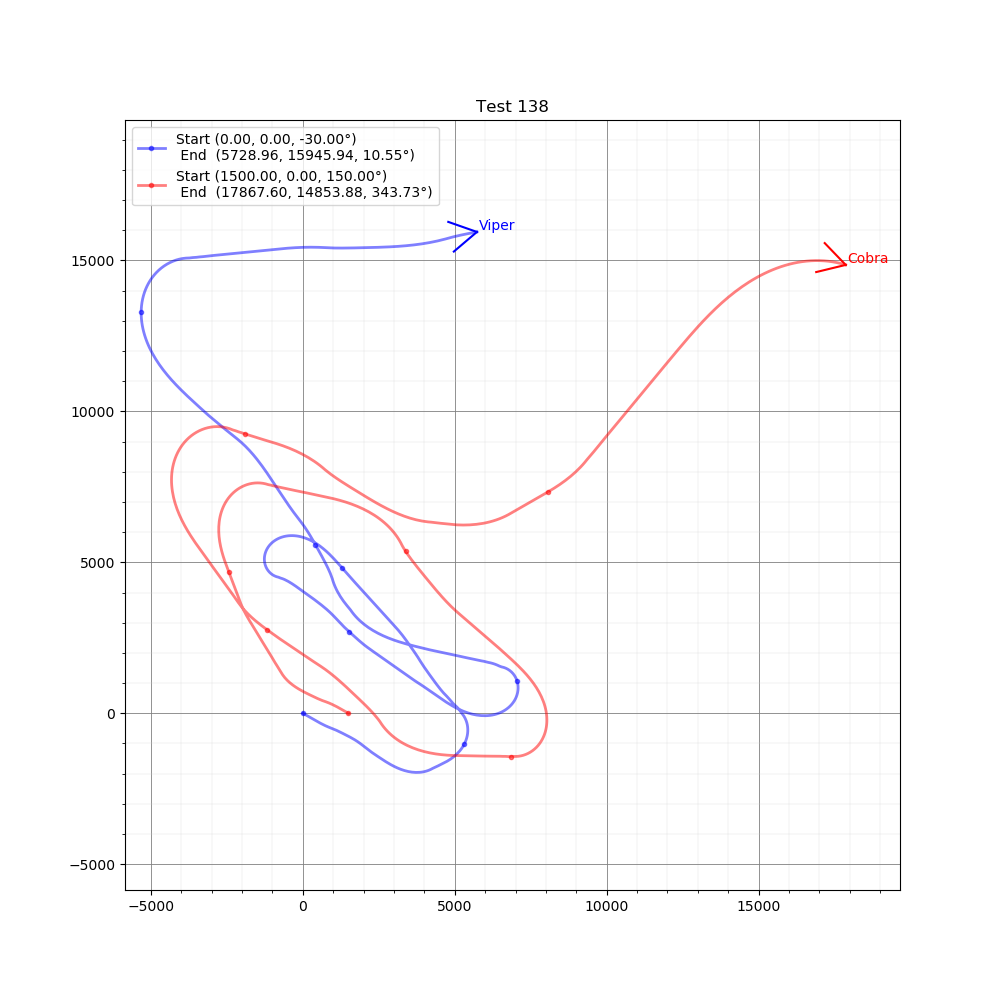 Test 138
Start (0.00, 0.00, -30.00°)
End (5728.96, 15945.94, 10.55°)
Start (1500.00, 0.00, 150.00°)
End (17867.60, 14853.88, 343.73°)
Viper
Cobra
15000
10000
5000
0
−5000
−5000
0
5000
10000
15000